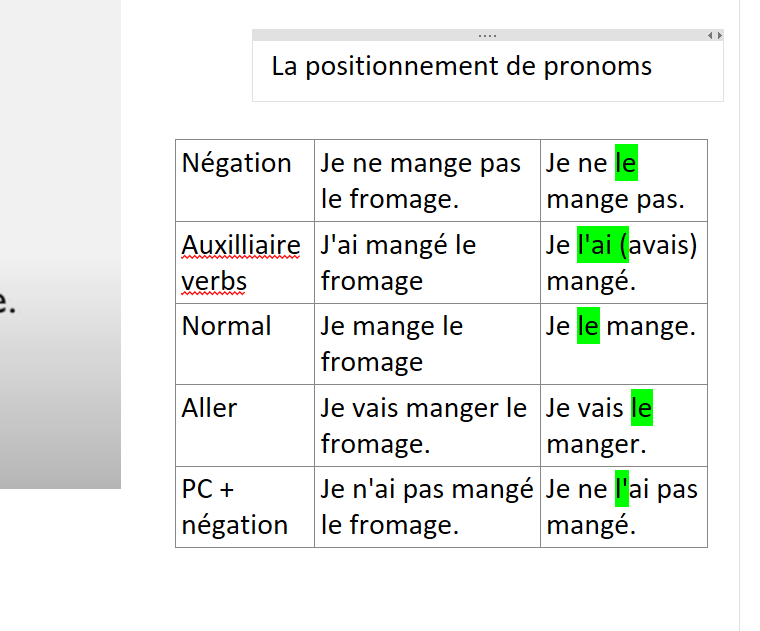 La positionnement de pronoms
e.
Négation
Je ne mange pas
le fromage.
Je ne le
mange pas.
Auxilliaire
verbs
J'ai mangé le
fromage
Je l'ai (avais)
mangé.
Normal
Je mange le
fromage
Je le mange.
Aller
Je vais manger le
fromage.
Je vais le
manger.
PC +
négation
Je n'ai pas mangé
le fromage.
Je ne l'ai pas
mangé.